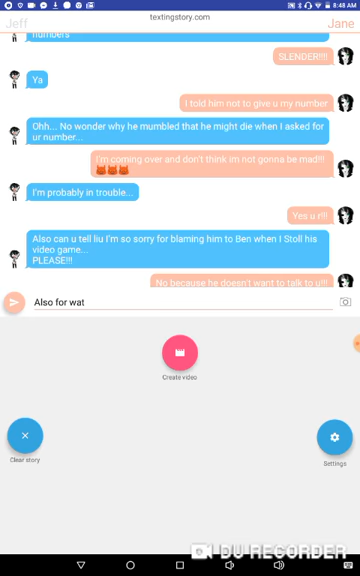 8:48 AM
textingstory.com
Jeff
Jane
numbers
SLENDER!!!!
Ya
I told him not to give u my number
Ohh... No wonder why he mumbled that he might die when I asked for
ur number...
I'm coming over and don't think im not gonna be mad!!!
I'm probably in trouble...
Yes u r!!!
Also can u tell liu I'm so sorry for blaming him to Ben when I Stoll his
video game...
PLEASE!!!
No because he doesn't want to talk to u!!!
Also for wat
Create video
Clear story
Settings
DU RECORDER